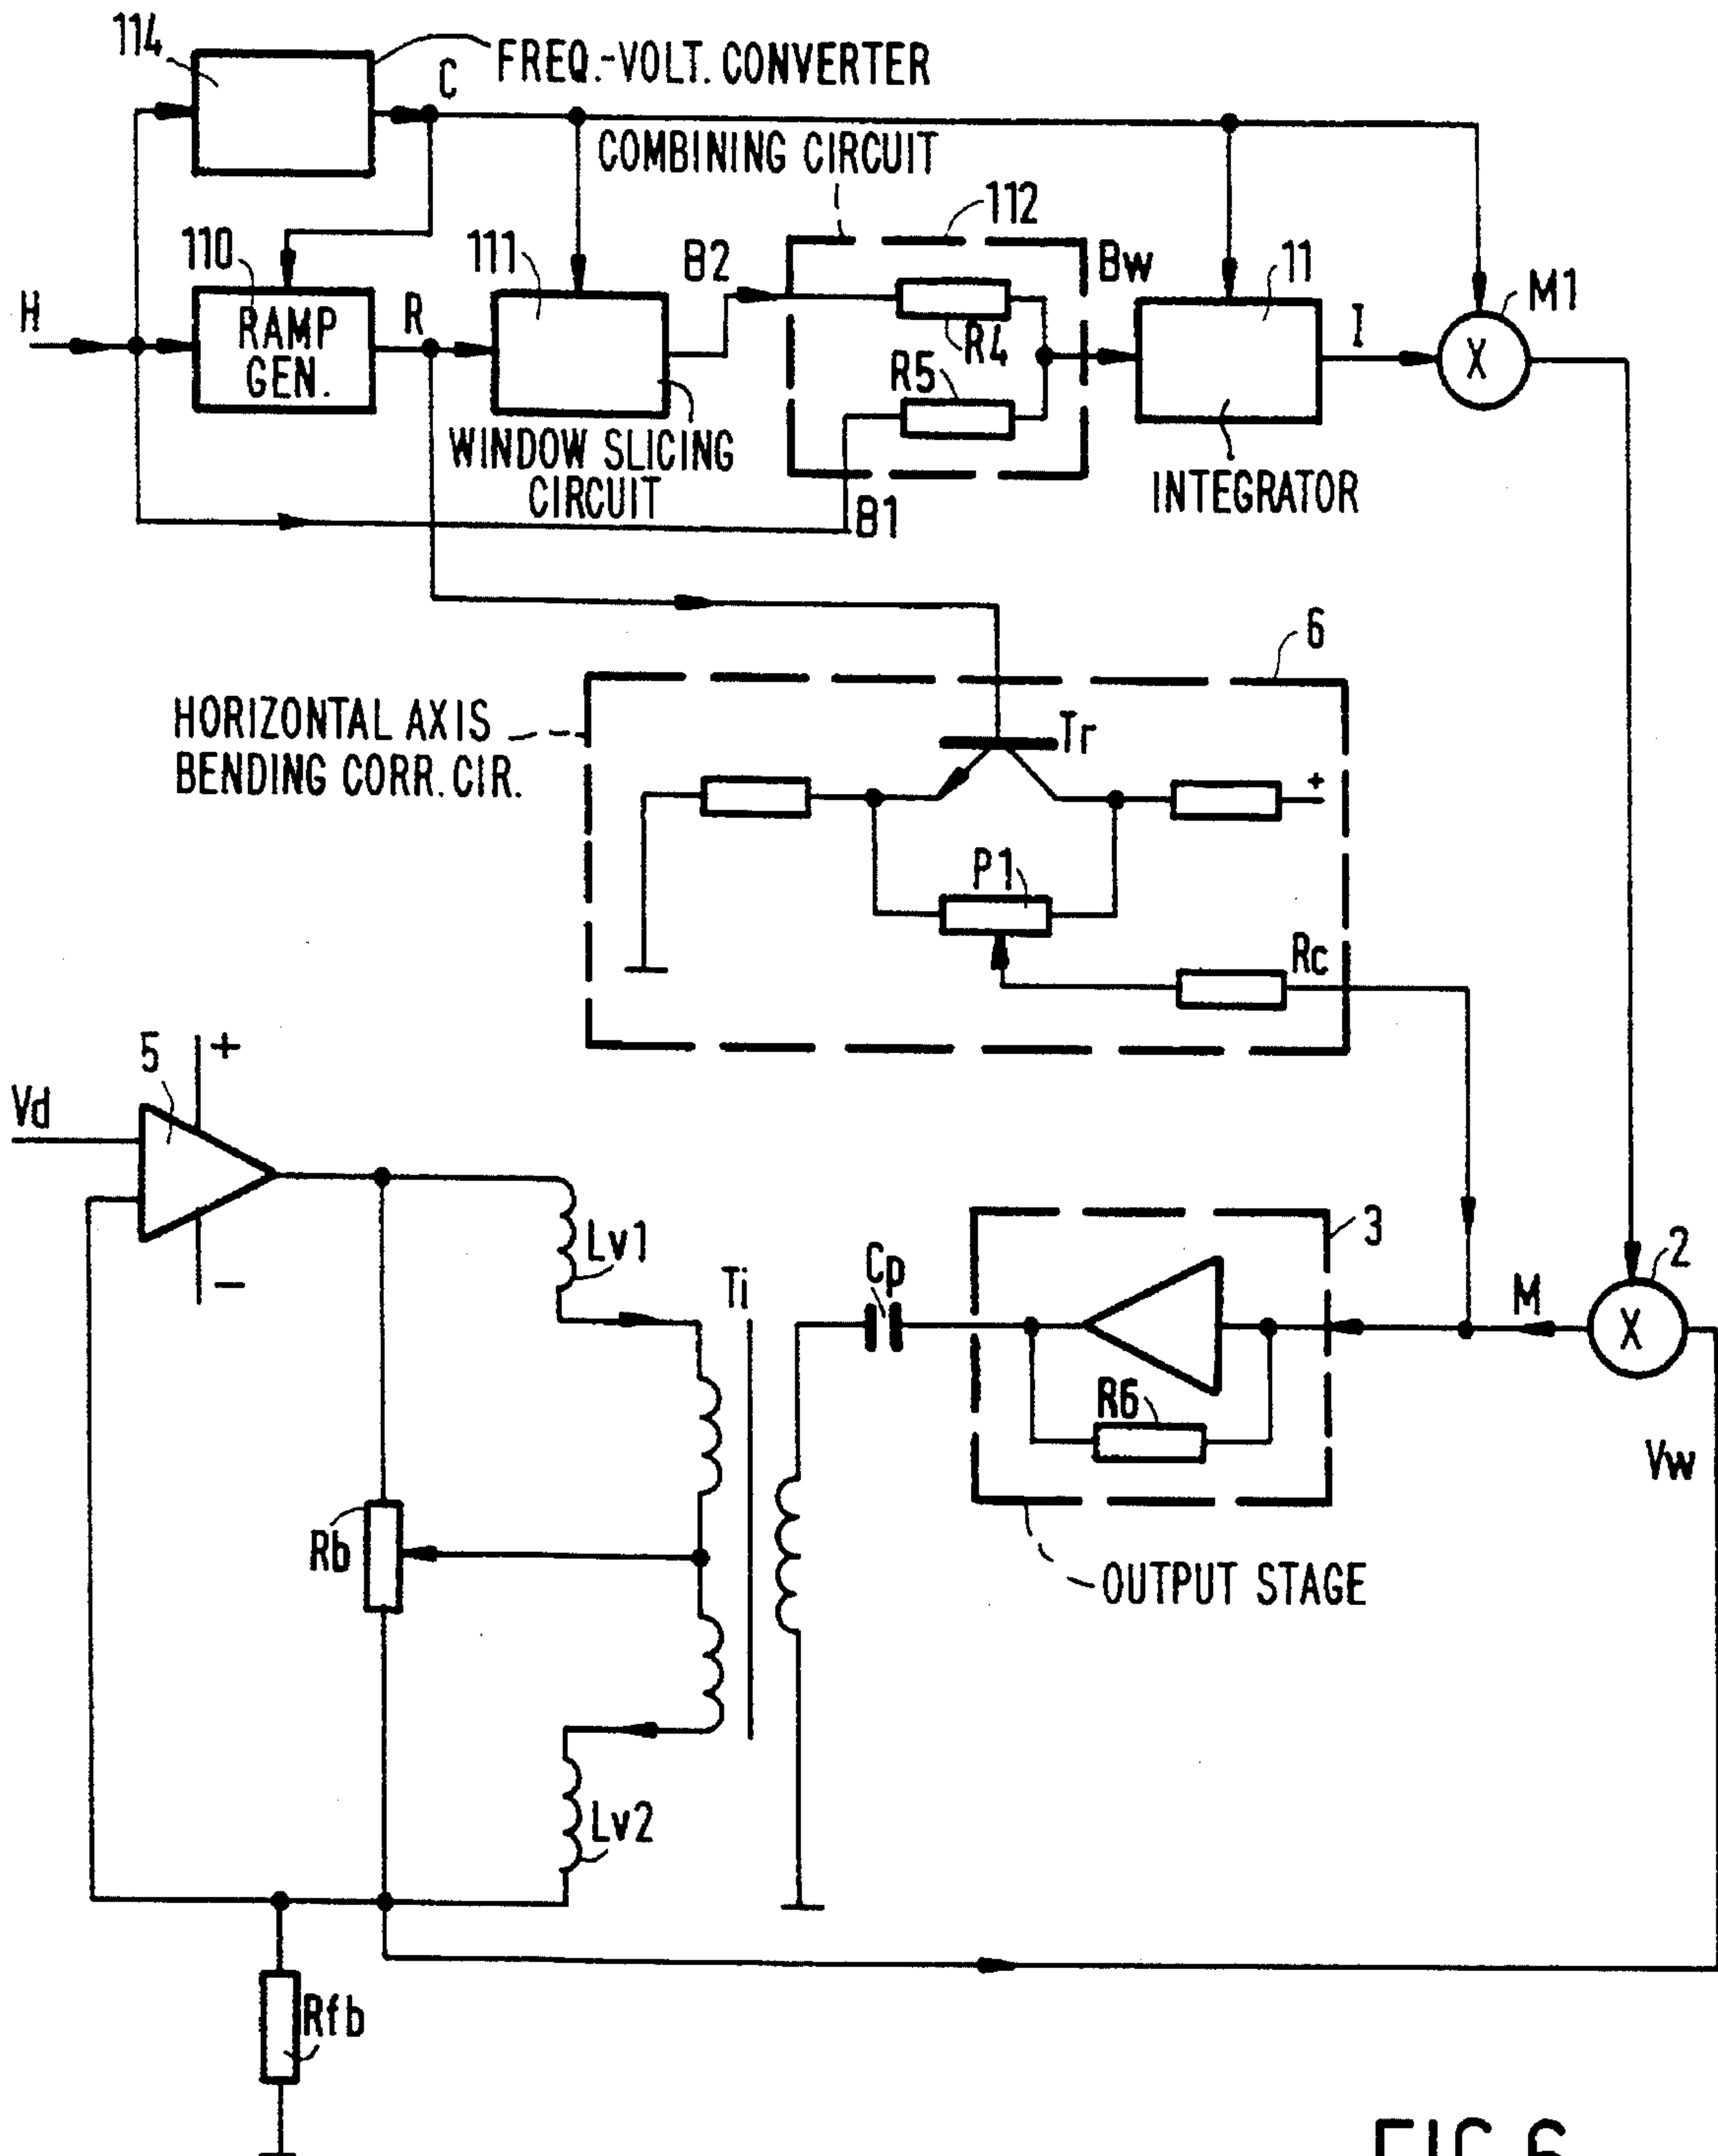 114
FREQ.-VOLT. CONVERTER
C
COMBINING CIRCUIT
112
110
111
B2
Bw
11
M1
H
RAMP
GEN.
R
R4
I
X
R5
WINDOW SLICING
CIRCUIT
INTEGRATOR
B1
6
HORIZONTAL AXIS
BENDING CORR. CIR.
Tr
+
P1
Rc
5
+
Vd
Lv1
3
2
−
Ti
Cp
M
X
R6
Vw
Rb
OUTPUT STAGE
Lv2
Rfb
FIG.6